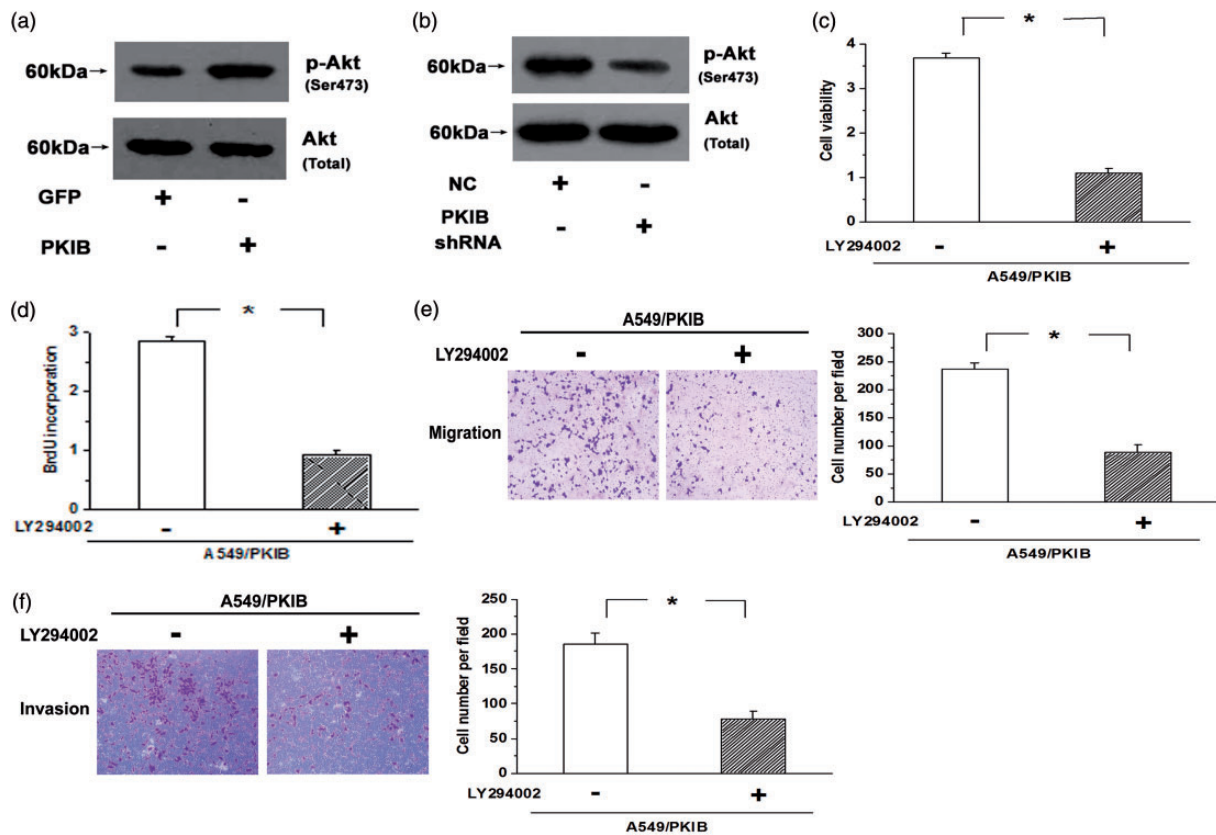 (a)
60kDa→ p-Akt
(Ser473)
60kDa→ Akt
(Total)
GFP + -
PKIB - +
(b)
60kDa→ p-Akt
(Ser473)
60kDa→ Akt
(Total)
NC + -
PKIB
shRNA - +
(c)
*
Cell viability
4
3
2
1
0
LY294002 - +
A549/PKIB
(d)
*
BrdU incorporation
3
2
1
0
LY294002 - +
A549/PKIB
(e)
A549/PKIB
LY294002 - +
Migration
*
Cell number per field
300
250
200
150
100
50
0
LY294002 - +
A549/PKIB
(f)
A549/PKIB
LY294002 - +
Invasion
*
Cell number per field
250
200
150
100
50
0
LY294002 - +
A549/PKIB